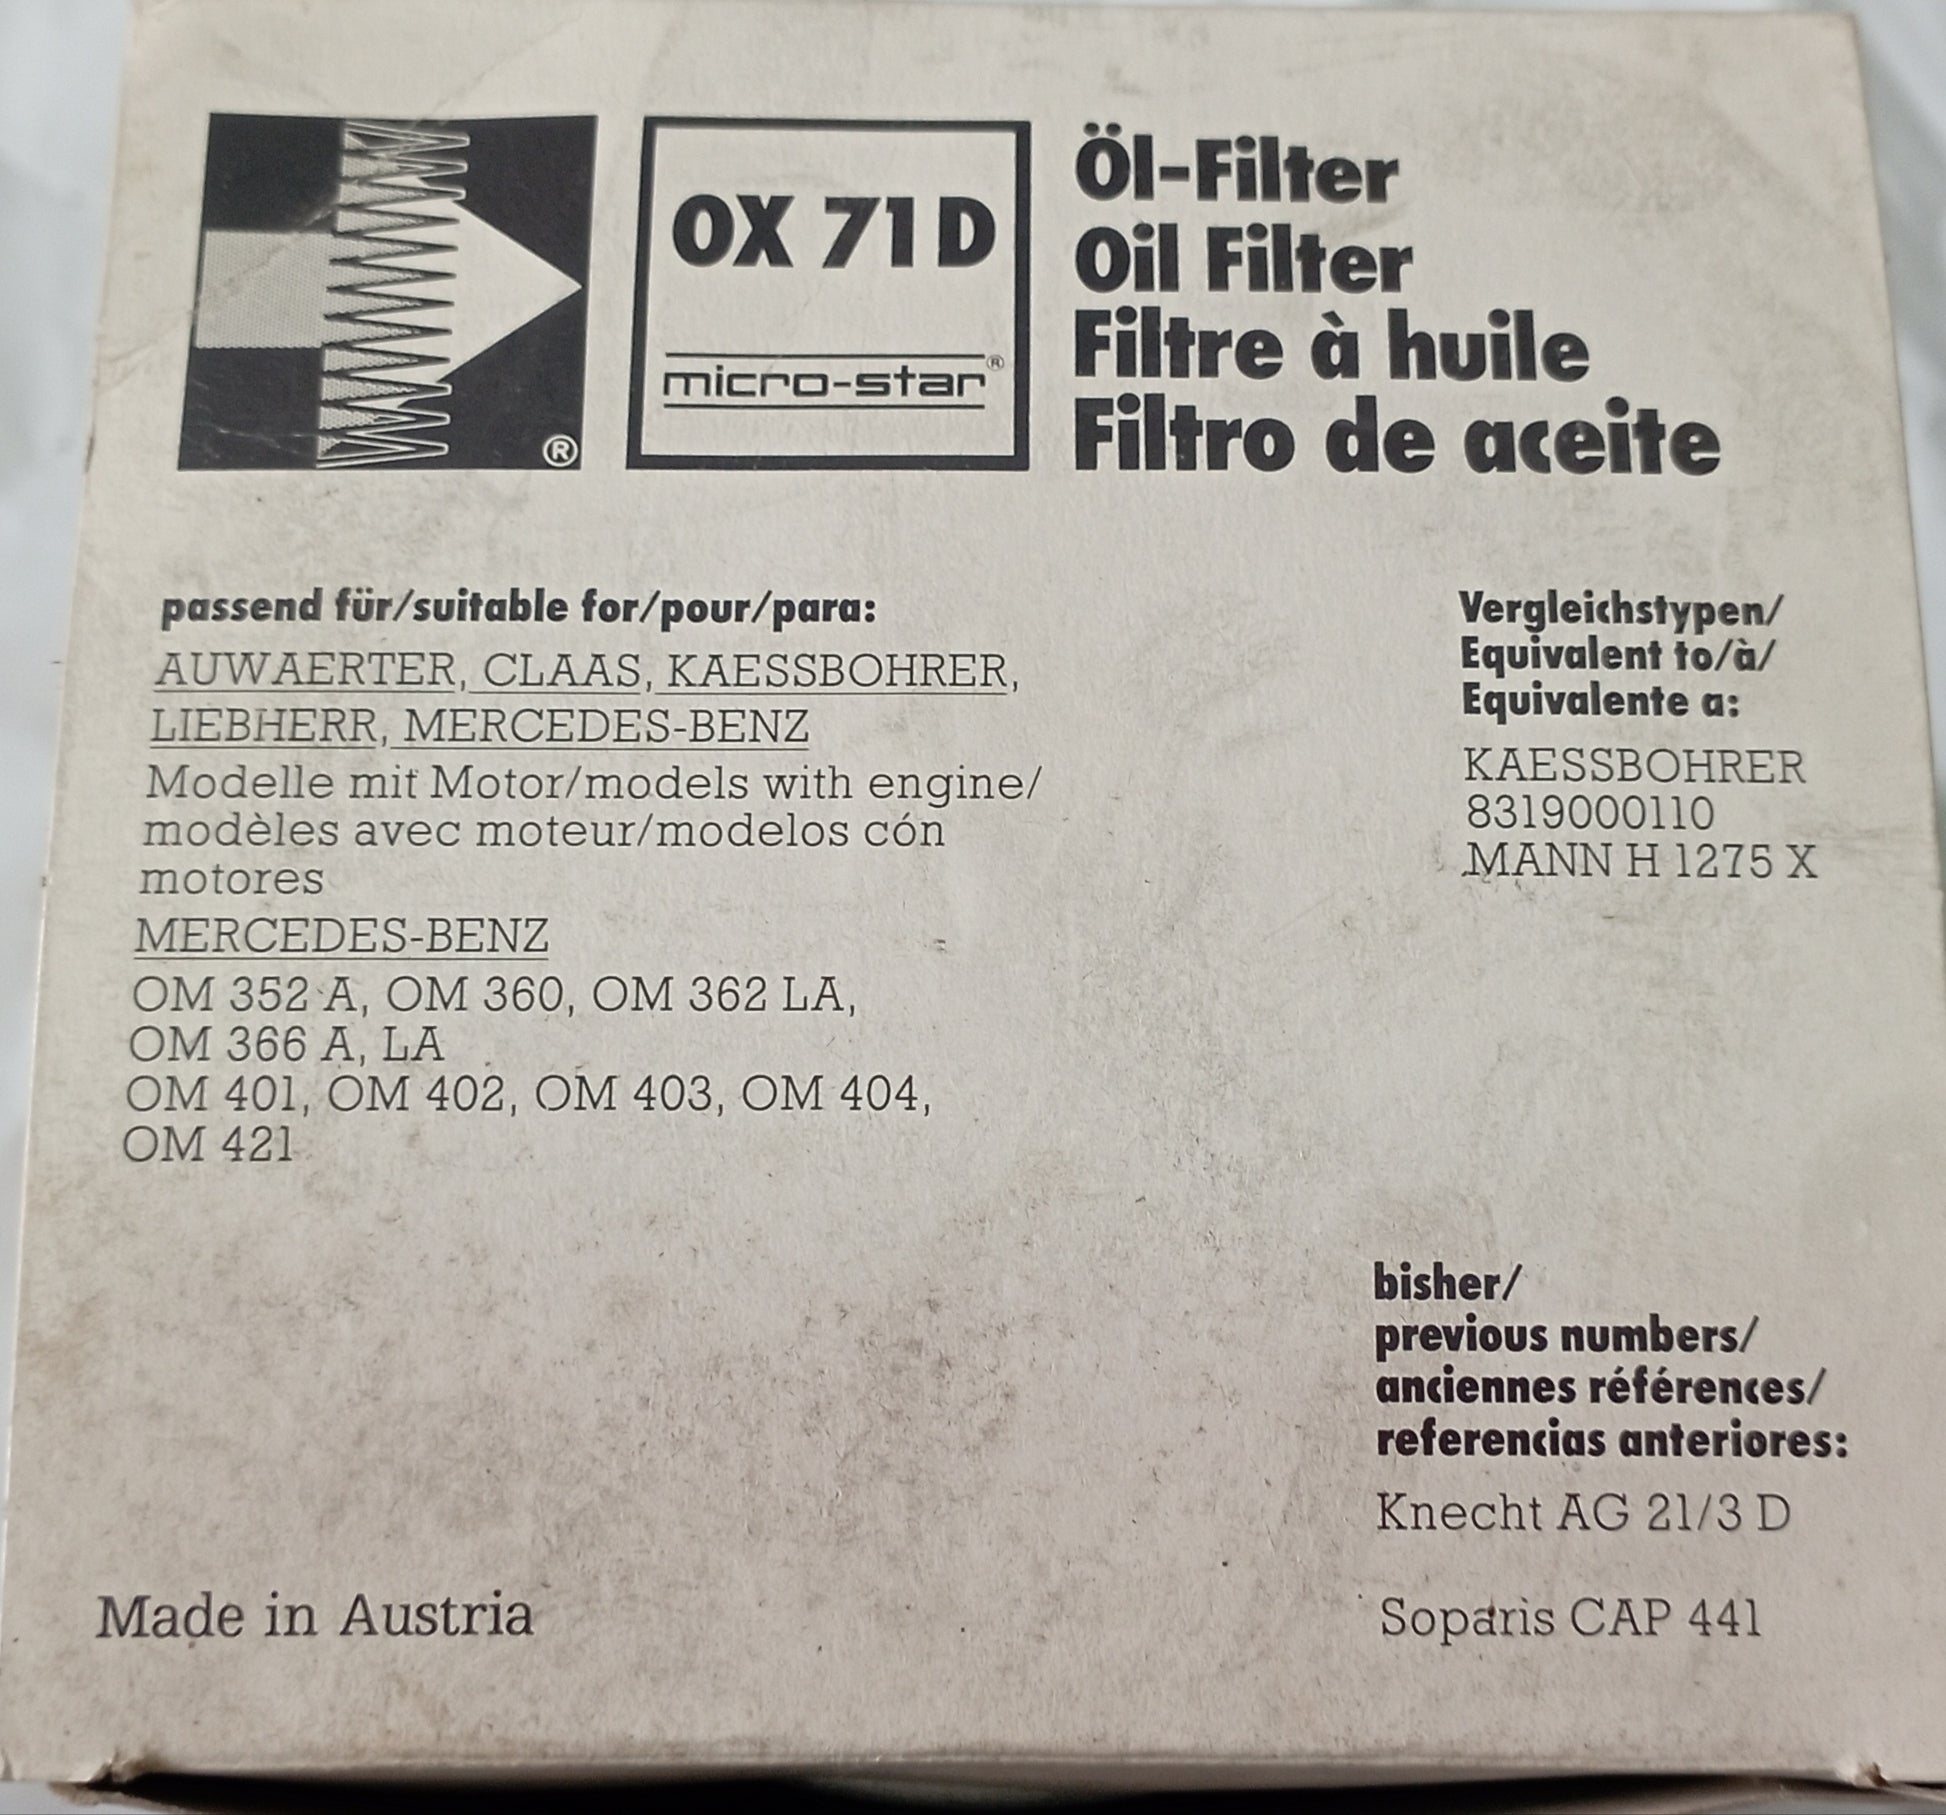 OX 71 D
micro-star®
®
Öl-Filter
Oil Filter
Filtre à huile
Filtro de aceite
passend für/suitable for/pour/para:
AUWAERTER, CLAAS, KAESSBOHRER,
LIEBHERR, MERCEDES-BENZ
Modelle mit Motor/models with engine/
modèles avec moteur/modelos cón
motores
MERCEDES-BENZ
OM 352 A, OM 360, OM 362 LA,
OM 366 A, LA
OM 401, OM 402, OM 403, OM 404,
OM 421
Vergleichstypen/
Equivalent to/à/
Equivalente a:
KAESSBOHRER
8319000110
MANN H 1275 X
bisher/
previous numbers/
anciennes références/
referencias anteriores:
Knecht AG 21/3 D
Soparis CAP 441
Made in Austria